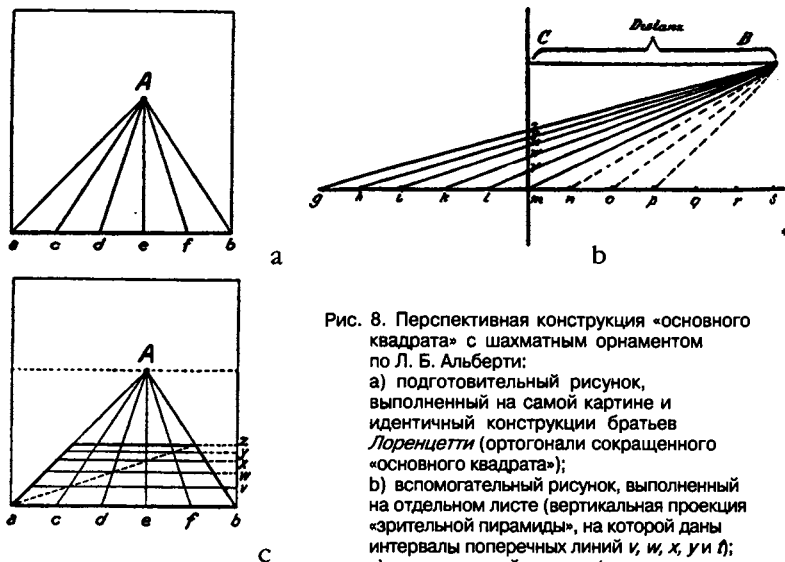 A
a c d e f b
a
C Distanz B
g h i k l m n o p q r s
b
A
z
y
x
w
v
a c d e f b
c
Рис. 8. Перспективная конструкция «основного
квадрата» с шахматным орнаментом
по Л. Б. Альберти:
a) подготовительный рисунок,
выполненный на самой картине и
идентичный конструкции братьев
Лоренцетти (ортогонали сокращенного
«основного квадрата»);
b) вспомогательный рисунок, выполненный
на отдельном листе (вертикальная проекция
«зрительной пирамиды», на которой даны
интервалы поперечных линий v, w, x, y и t);